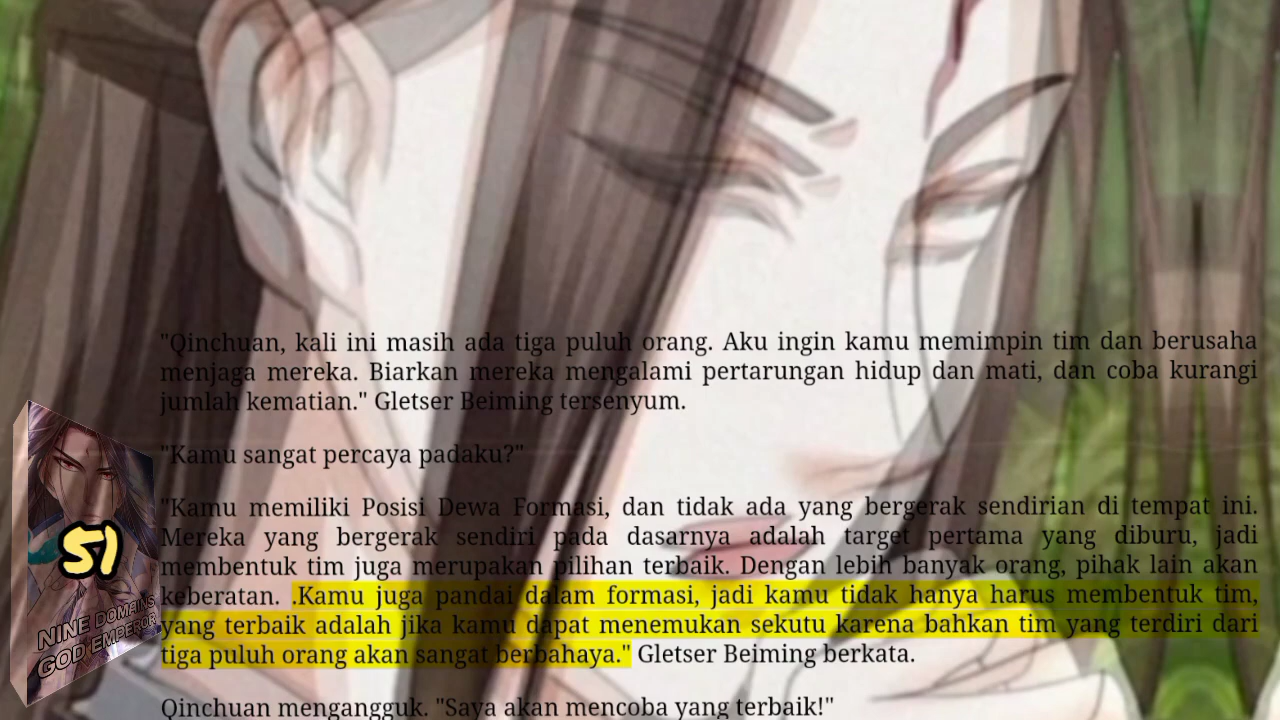 "Qinchuan, kali ini masih ada tiga puluh orang. Aku ingin kamu memimpin tim dan berusaha
menjaga mereka. Biarkan mereka mengalami pertarungan hidup dan mati, dan coba kurangi
jumlah kematian." Gletser Beiming tersenyum.
"Kamu sangat percaya padaku?"
"Kamu memiliki Posisi Dewa Formasi, dan tidak ada yang bergerak sendirian di tempat ini.
Mereka yang bergerak sendiri pada dasarnya adalah target pertama yang diburu, jadi
membentuk tim juga merupakan pilihan terbaik. Dengan lebih banyak orang, pihak lain akan
keberatan. .Kamu juga pandai dalam formasi, jadi kamu tidak hanya harus membentuk tim,
yang terbaik adalah jika kamu dapat menemukan sekutu karena bahkan tim yang terdiri dari
tiga puluh orang akan sangat berbahaya." Gletser Beiming berkata.
Qinchuan mengangguk. "Saya akan mencoba yang terbaik!"
51
NINE DOMAINS
GOD EMPEROR